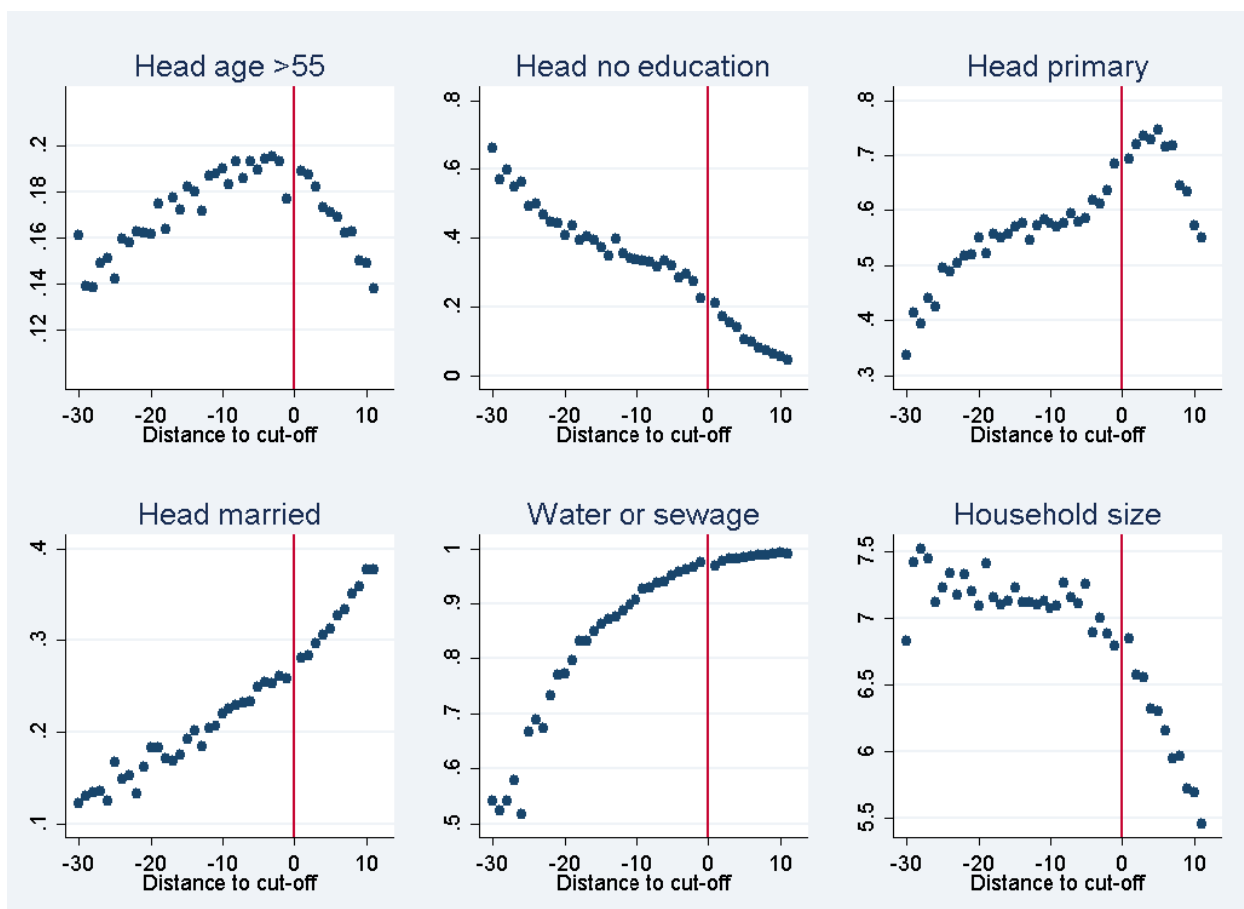 Head age >55
Head no education
Head primary
.2
.18
.16
.14
.12
-30 -20 -10 0 10
Distance to cut-off
.8
.6
.4
.2
0
-30 -20 -10 0 10
Distance to cut-off
.8
.7
.6
.5
.4
.3
-30 -20 -10 0 10
Distance to cut-off
Head married
Water or sewage
Household size
.4
.3
.2
.1
-30 -20 -10 0 10
Distance to cut-off
1
.9
.8
.7
.6
.5
-30 -20 -10 0 10
Distance to cut-off
7.5
7
6.5
6
5.5
-30 -20 -10 0 10
Distance to cut-off